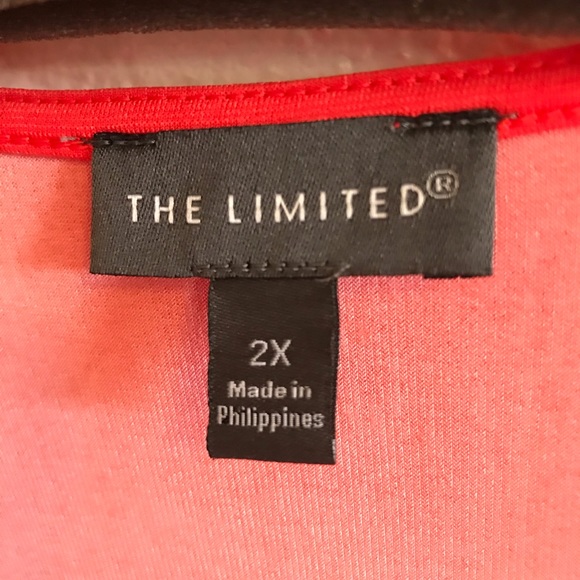 THE LIMITED®
2X
Made in
Philippines